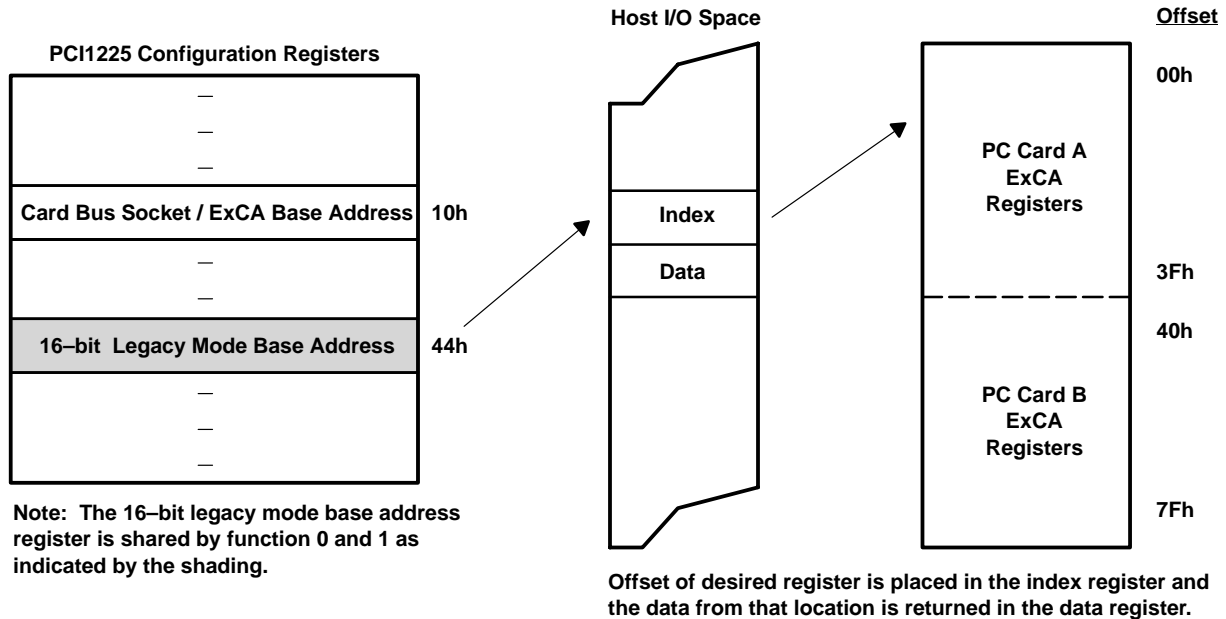 PCI1225 Configuration Registers
—
—
—
Card Bus Socket / ExCA Base Address
10h
—
—
16–bit Legacy Mode Base Address
44h
—
—
—
Note: The 16–bit legacy mode base address
register is shared by function 0 and 1 as
indicated by the shading.
Host I/O Space
Index
Data
Offset
00h
PC Card A
ExCA
Registers
3Fh
40h
PC Card B
ExCA
Registers
7Fh
Offset of desired register is placed in the index register and
the data from that location is returned in the data register.